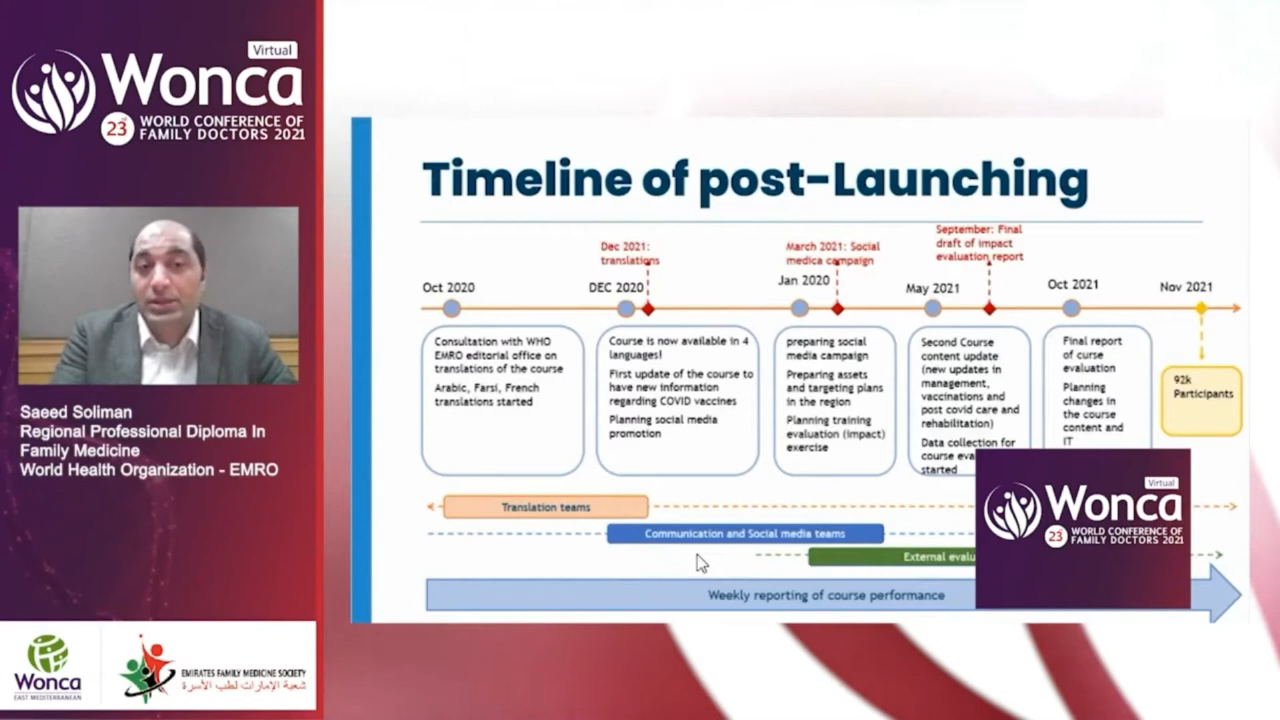 Virtual
Wonca
23rd WORLD CONFERENCE OF
FAMILY DOCTORS 2021
Saeed Soliman
Regional Professional Diploma In
Family Medicine
World Health Organization - EMRO
Wonca
EAST MEDITERRANEAN
EMIRATES FAMILY MEDICINE SOCIETY
شعبة الإمارات لطب الأسرة
Timeline of post-Launching
Dec 2021:
translations
March 2021: Social
medica campaign
September: Final
draft of impact
evaluation report
Oct 2020
DEC 2020
Jan 2020
May 2021
Oct 2021
Nov 2021
Consultation with WHO
EMRO editorial office on
translations of the course
Arabic, Farsi, French
translations started
Course is now available in 4
languages!
First update of the course to
have new information
regarding COVID vaccines
Planning social media
promotion
preparing social
media campaign
Preparing assets
and targeting plans
in the region
Planning training
evaluation (impact)
exercise
Second Course
content update
(new updates in
management,
vaccinations and
post covid care and
rehabilitation)
Data collection for
course eva
started
Final report
of curse
evaluation
Planning
changes in
the course
content and
IT
92k
Participants
Translation teams
Communication and Social media teams
External evalu
Weekly reporting of course performance
Virtual
Wonca
23 WORLD CONFERENCE OF
FAMILY DOCTORS 2021